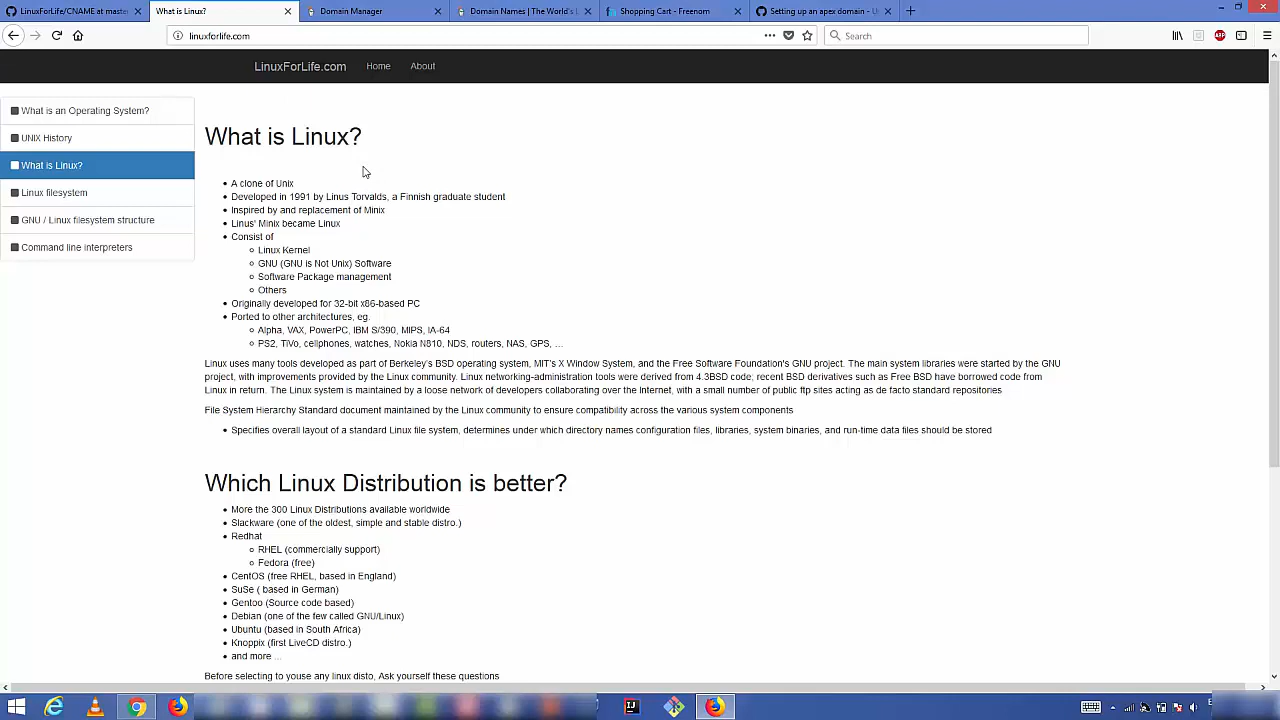 LinuxForLife/CNAME at master
What is Linux?
Domain Manager
Domain Names | The World's L
Shopping Cart - Freenom
Setting up an apex domain - U
linuxforlife.com
Search
LinuxForLife.com
Home
About
What is an Operating System?
UNIX History
What is Linux?
Linux filesystem
GNU / Linux filesystem structure
Command line interpreters
What is Linux?
• A clone of Unix
• Developed in 1991 by Linus Torvalds, a Finnish graduate student
• Inspired by and replacement of Minix
• Linus' Minix became Linux
• Consist of
Linux Kernel
GNU (GNU is Not Unix) Software
Software Package management
Others
• Originally developed for 32-bit x86-based PC
• Ported to other architectures, eg.
Alpha, VAX, PowerPC, IBM S/390, MIPS, IA-64
PS2, TiVo, cellphones, watches, Nokia N810, NDS, routers, NAS, GPS, ...
Linux uses many tools developed as part of Berkeley's BSD operating system, MIT's X Window System, and the Free Software Foundation's GNU project. The main system libraries were started by the GNU
project, with improvements provided by the Linux community. Linux networking-administration tools were derived from 4.3BSD code; recent BSD derivatives such as Free BSD have borrowed code from
Linux in return. The Linux system is maintained by a loose network of developers collaborating over the Internet, with a small number of public ftp sites acting as de facto standard repositories
File System Hierarchy Standard document maintained by the Linux community to ensure compatibility across the various system components
• Specifies overall layout of a standard Linux file system, determines under which directory names configuration files, libraries, system binaries, and run-time data files should be stored
Which Linux Distribution is better?
• More the 300 Linux Distributions available worldwide
• Slackware (one of the oldest, simple and stable distro.)
• Redhat
RHEL (commercially support)
Fedora (free)
• CentOS (free RHEL, based in England)
• SuSe ( based in German)
• Gentoo (Source code based)
• Debian (one of the few called GNU/Linux)
• Ubuntu (based in South Africa)
• Knoppix (first LiveCD distro.)
• and more ...
Before selecting to youse any linux disto, Ask yourself these questions